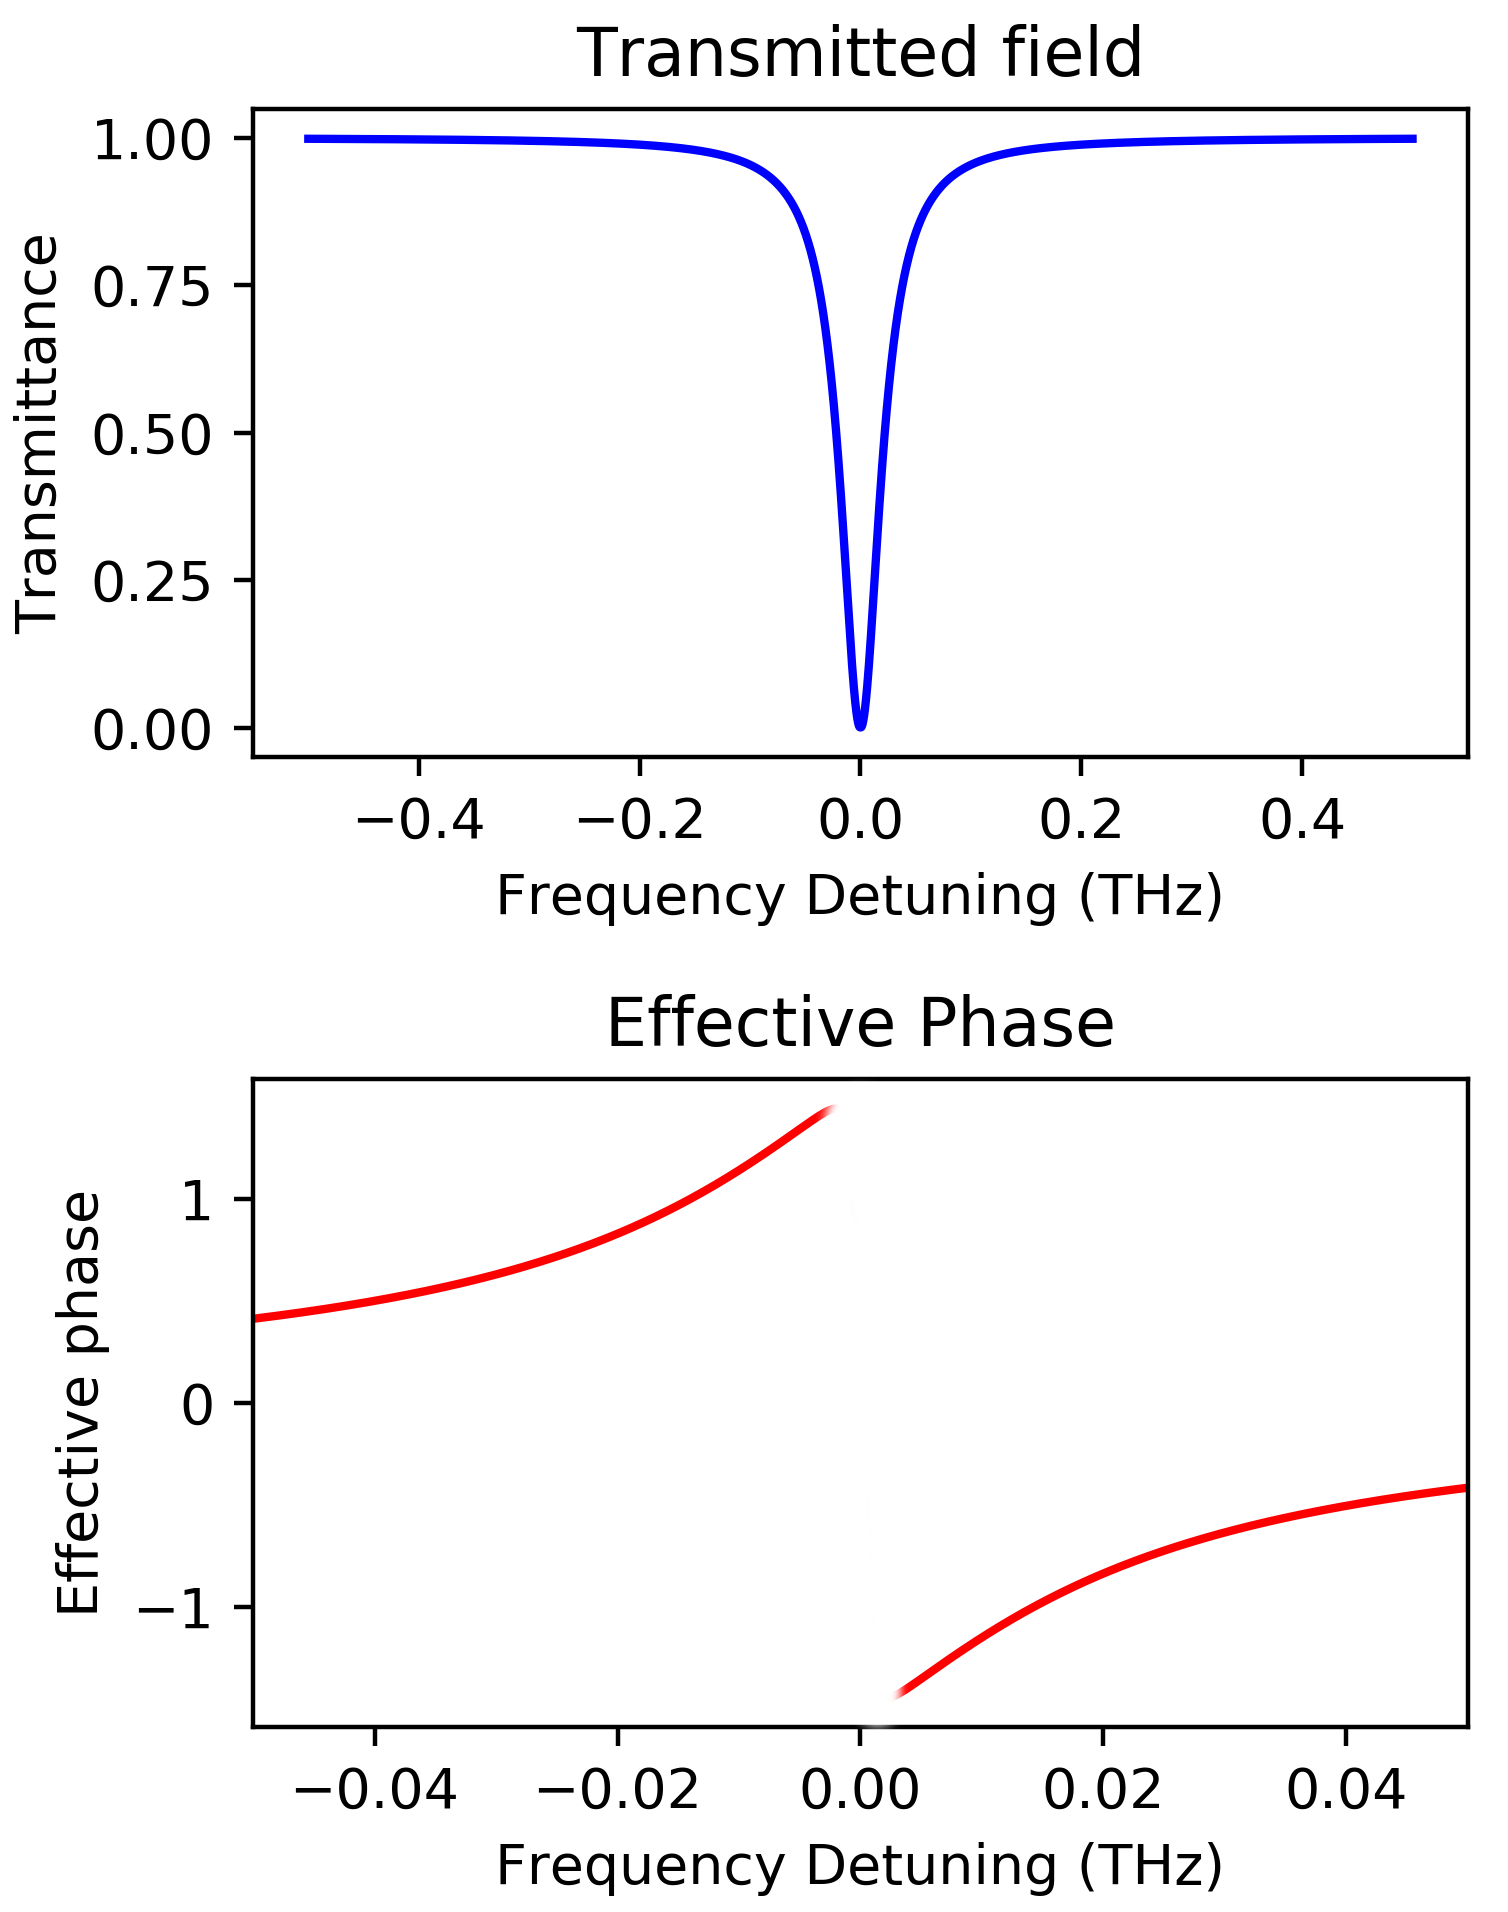 Transmitted field
Transmittance
1.00
0.75
0.50
0.25
0.00
−0.4 −0.2 0.0 0.2 0.4
Frequency Detuning (THz)
Effective Phase
Effective phase
1
0
−1
−0.04 −0.02 0.00 0.02 0.04
Frequency Detuning (THz)